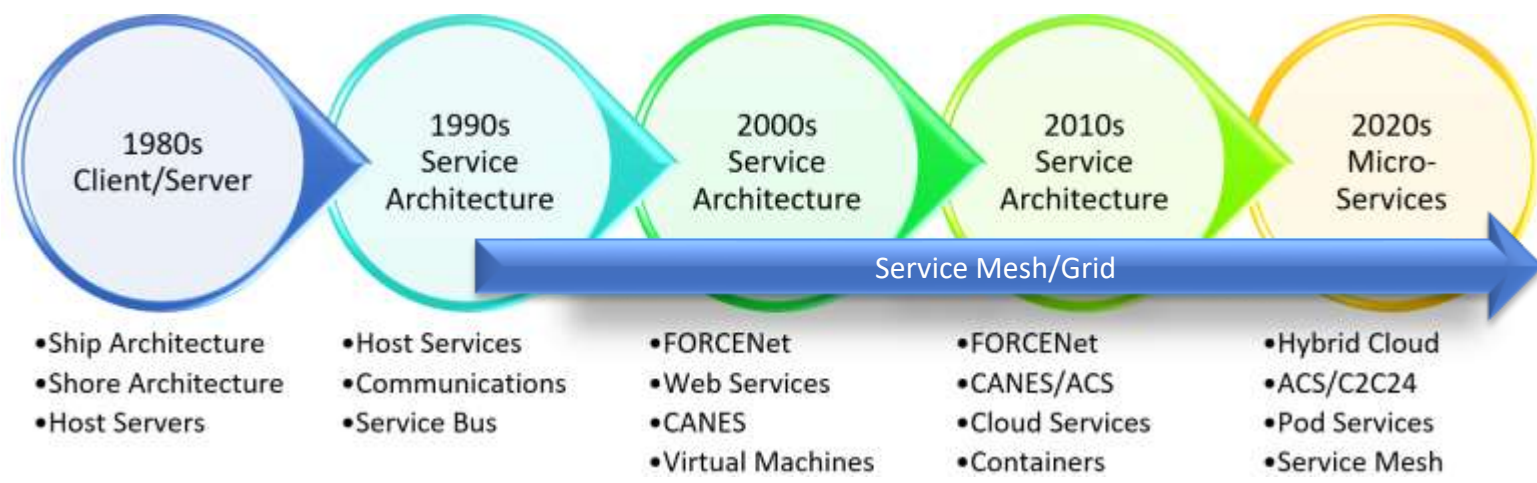 1980s
Client/Server
1990s
Service
Architecture
2000s
Service
Architecture
2010s
Service
Architecture
2020s
Micro-
Services
Service Mesh/Grid
•Ship Architecture
•Shore Architecture
•Host Servers
•Host Services
•Communications
•Service Bus
•FORCENet
•Web Services
•CANES
•Virtual Machines
•FORCENet
•CANES/ACS
•Cloud Services
•Containers
•Hybrid Cloud
•ACS/C2C24
•Pod Services
•Service Mesh